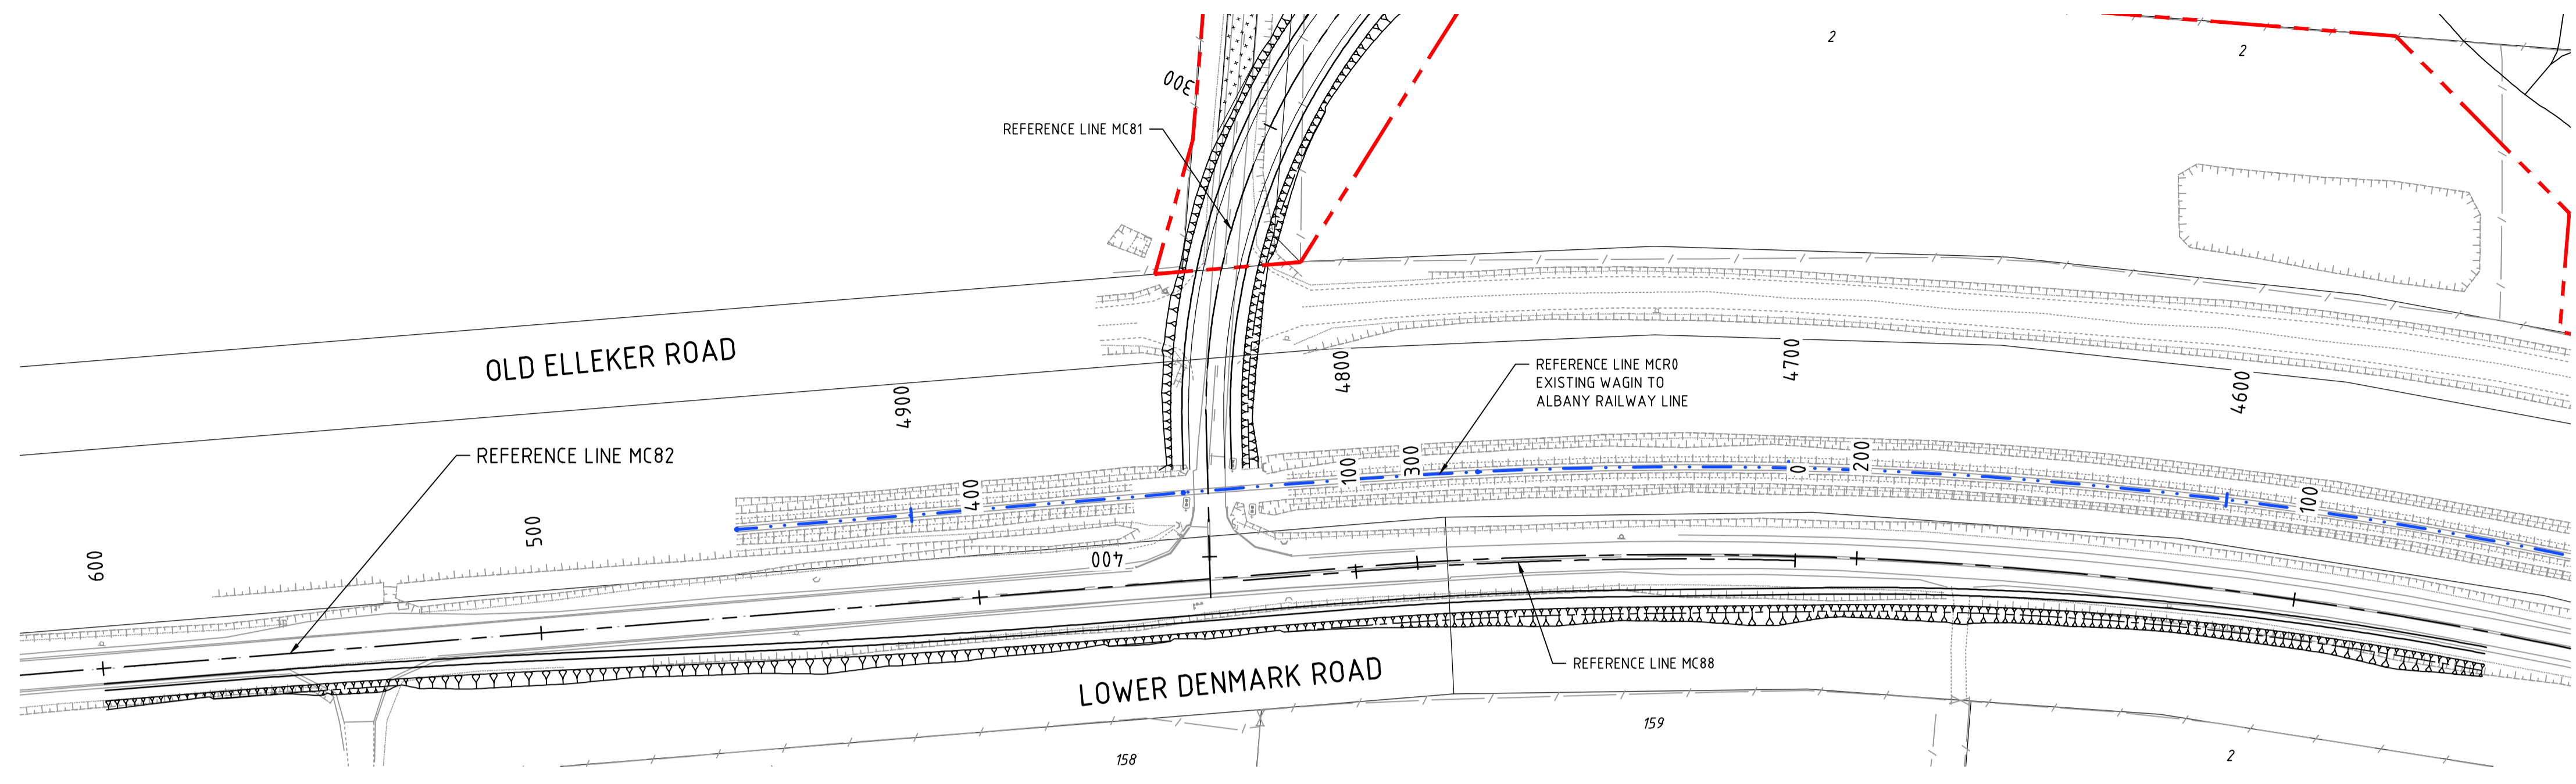 2
2
300
REFERENCE LINE MC81
OLD ELLEKER ROAD
4900
4800
4700
4600
REFERENCE LINE MCR0
EXISTING WAGIN TO
ALBANY RAILWAY LINE
REFERENCE LINE MC82
600
500
400
400
100
300
0
200
100
REFERENCE LINE MC88
LOWER DENMARK ROAD
158
159
2